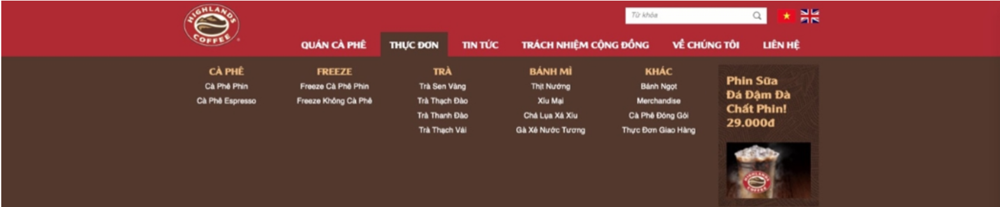 HIGHLANDS COFFEE
Từ khóa
QUÁN CÀ PHÊ
THỰC ĐƠN
TIN TỨC
TRÁCH NHIỆM CỘNG ĐỒNG
VỀ CHÚNG TÔI
LIÊN HỆ
CÀ PHÊ
Cà Phê Phin
Cà Phê Espresso
FREEZE
Freeze Cà Phê Phin
Freeze Không Cà Phê
TRÀ
Trà Sen Vàng
Trà Thạch Đào
Trà Thanh Đào
Trà Thạch Vải
BÁNH MÌ
Thịt Nướng
Xíu Mại
Chả Lụa Xá Xíu
Gà Xé Nước Tương
KHÁC
Bánh Ngọt
Merchandise
Cà Phê Đóng Gói
Thực Đơn Giao Hàng
Phin Sữa
Đá Đậm Đà
Chất Phin!
29.000đ
HIGHLANDS COFFEE